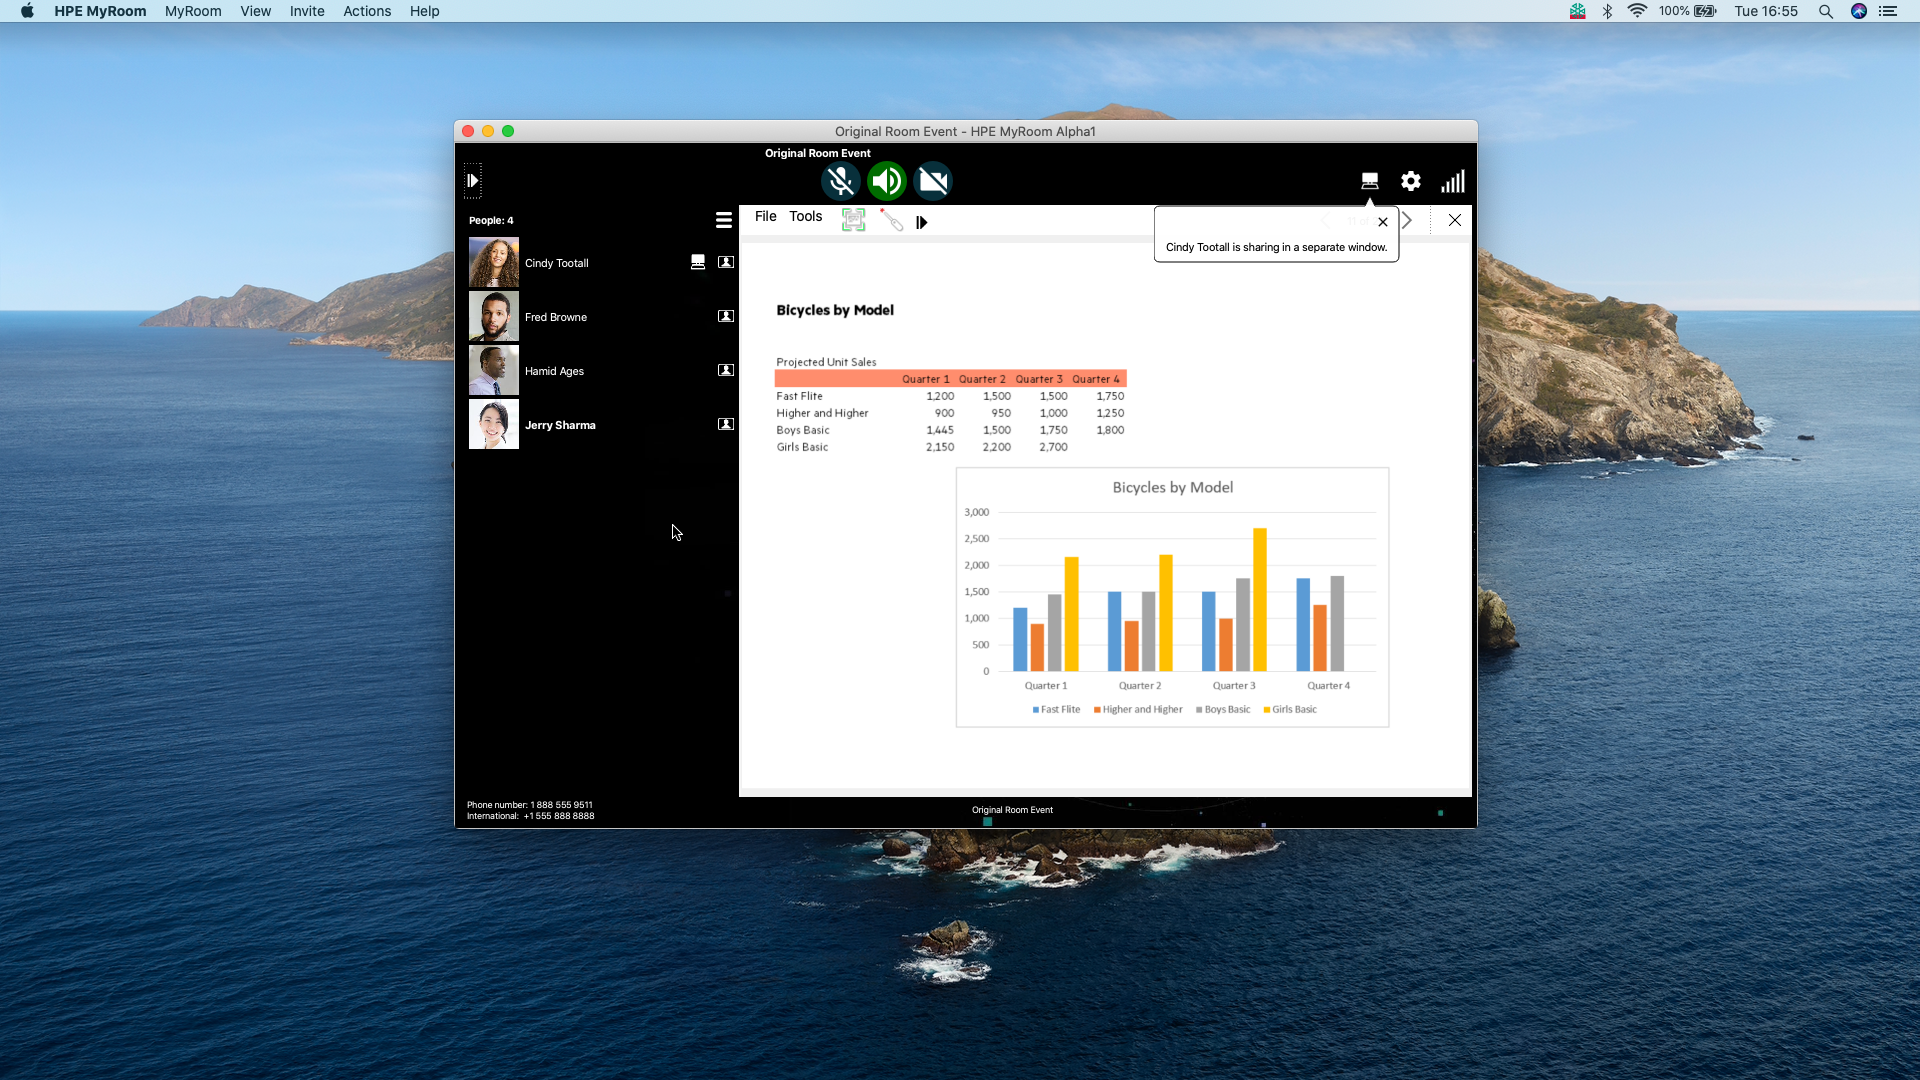 HPE MyRoom MyRoom View Invite Actions Help 100% Tue 16:55
Original Room Event - HPE MyRoom Alpha1
Original Room Event
People: 4
File Tools
Cindy Tootall is sharing in a separate window.
Cindy Tootall
Fred Browne
Hamid Ages
Jerry Sharma
Bicycles by Model
Projected Unit Sales
Quarter 1 Quarter 2 Quarter 3 Quarter 4
Fast Flite 1,200 1,500 1,500 1,750
Higher and Higher 900 950 1,000 1,250
Boys Basic 1,445 1,500 1,750 1,800
Girls Basic 2,150 2,200 2,700
Bicycles by Model
3,000
2,500
2,000
1,500
1,000
500
0
Quarter 1 Quarter 2 Quarter 3 Quarter 4
Fast Flite Higher and Higher Boys Basic Girls Basic
Phone number: 1 888 555 9511
International: +1 555 888 8888
Original Room Event